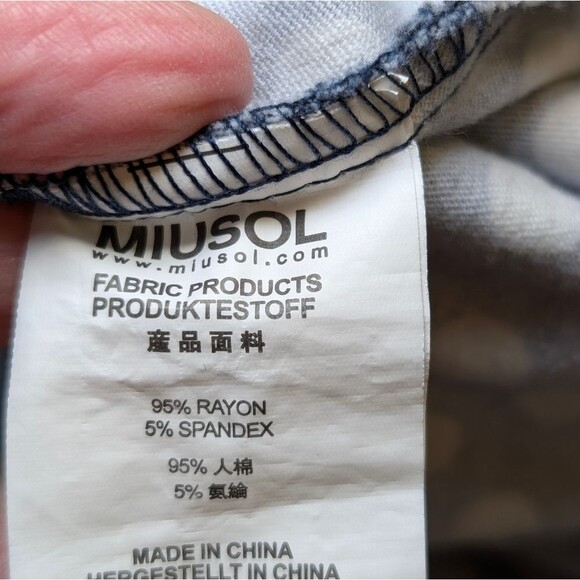 MIUSOL
www.miusol.com
FABRIC PRODUCTS
PRODUKTESTOFF
産品面料
95% RAYON
5% SPANDEX
95% 人棉
5% 氨綸
MADE IN CHINA
HERGESTELLT IN CHINA